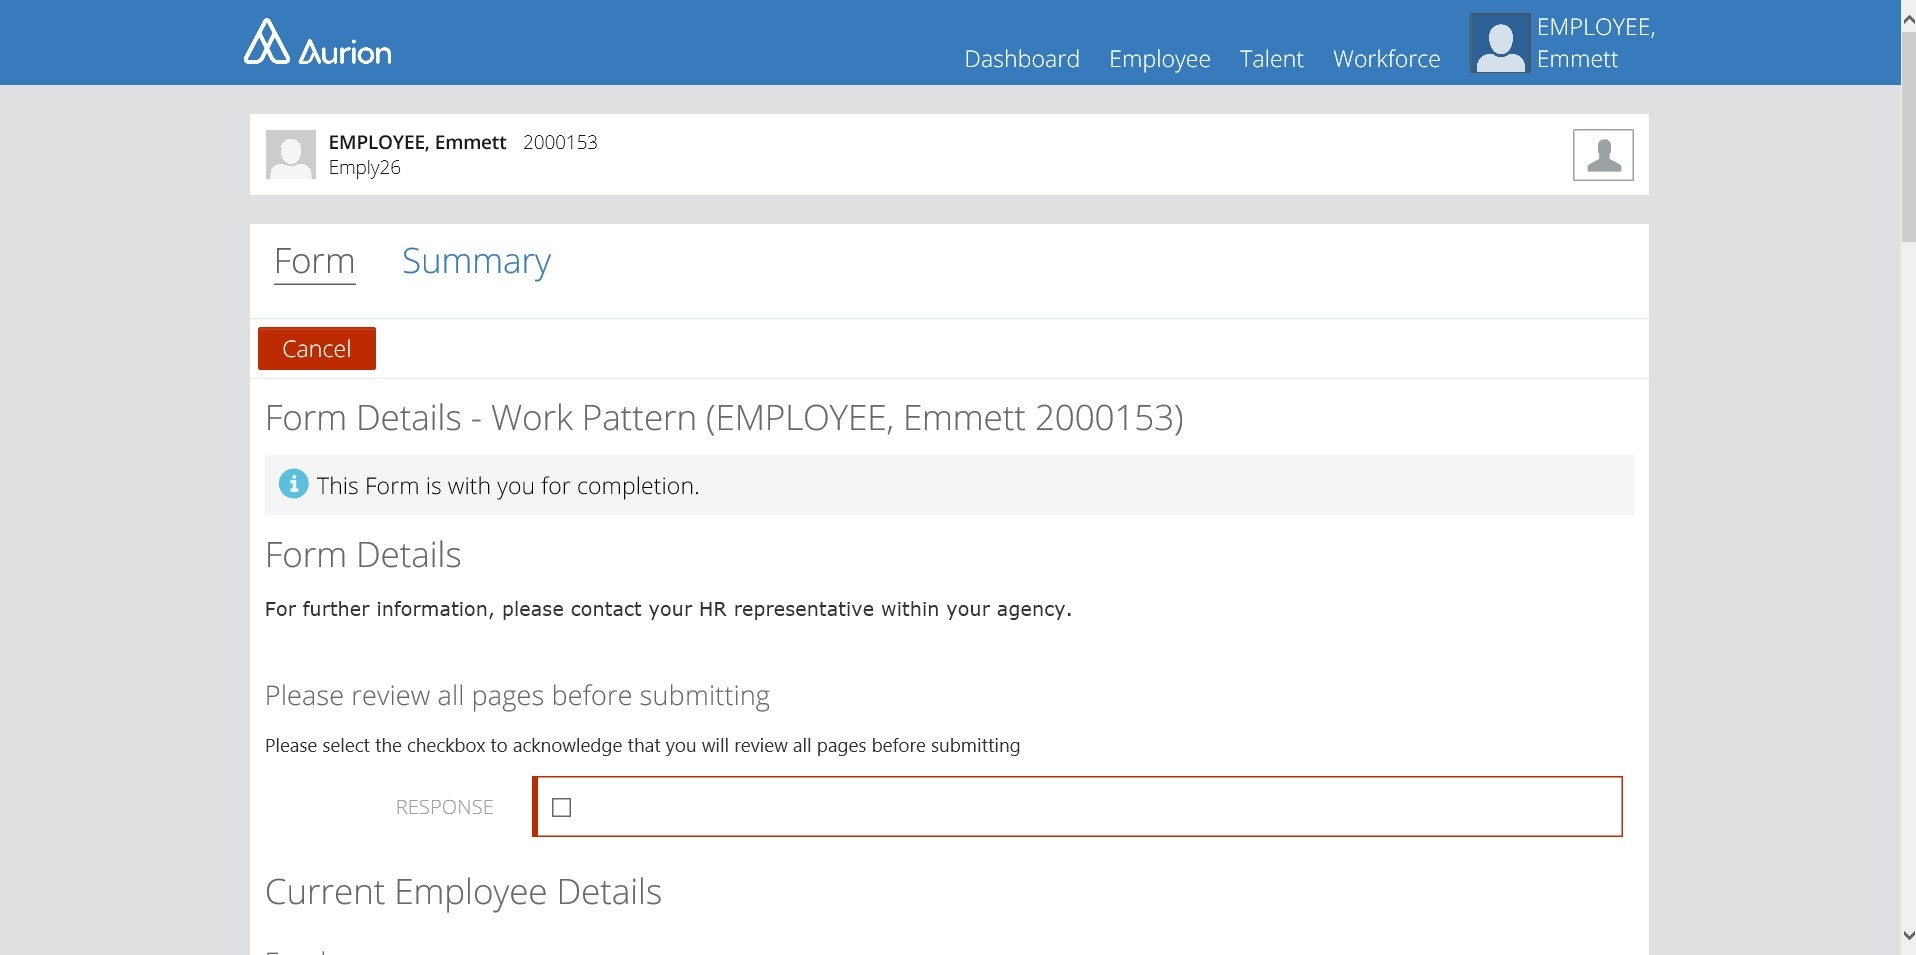 Aurion
Dashboard Employee Talent Workforce
EMPLOYEE,
Emmett
EMPLOYEE, Emmett 2000153
Emply26
Form Summary
Cancel
Form Details - Work Pattern (EMPLOYEE, Emmett 2000153)
This Form is with you for completion.
Form Details
For further information, please contact your HR representative within your agency.
Please review all pages before submitting
Please select the checkbox to acknowledge that you will review all pages before submitting
RESPONSE
Current Employee Details